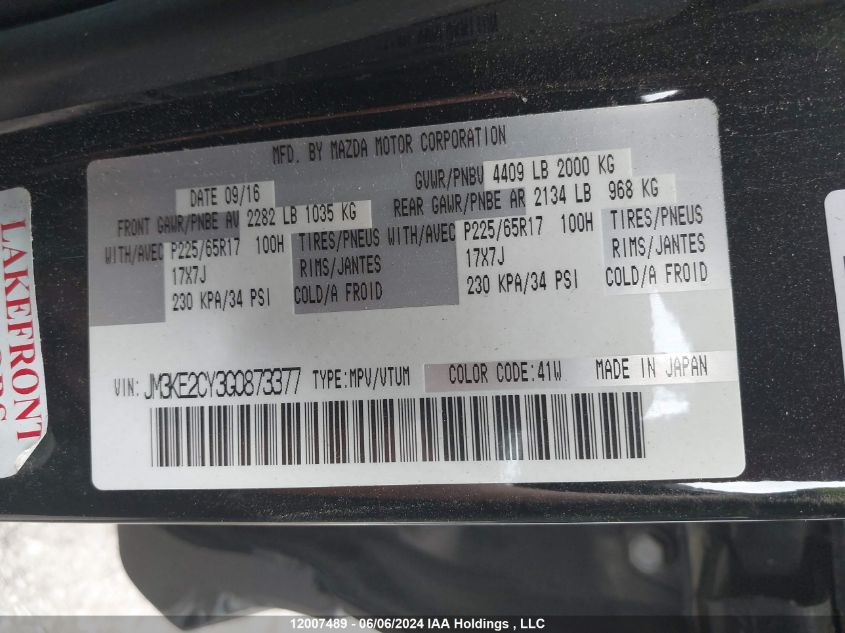 MFD. BY MAZDA MOTOR CORPORATION
DATE 09/16 GVWR/PNBV 4409 LB 2000 KG
FRONT GAWR/PNBE AV 2282 LB 1035 KG REAR GAWR/PNBE AR 2134 LB 968 KG
WITH/AVEC P225/65R17 100H TIRES/PNEUS WITH/AVEC P225/65R17 100H TIRES/PNEUS
17X7J RIMS/JANTES 17X7J RIMS/JANTES
230 KPA/34 PSI COLD/A FROID 230 KPA/34 PSI COLD/A FROID
VIN: JM3KE2CY3G0873377 TYPE:MPV/VTUM COLOR CODE:41W MADE IN JAPAN
LAKEFRONT
12007489 - 06/06/2024 IAA Holdings , LLC